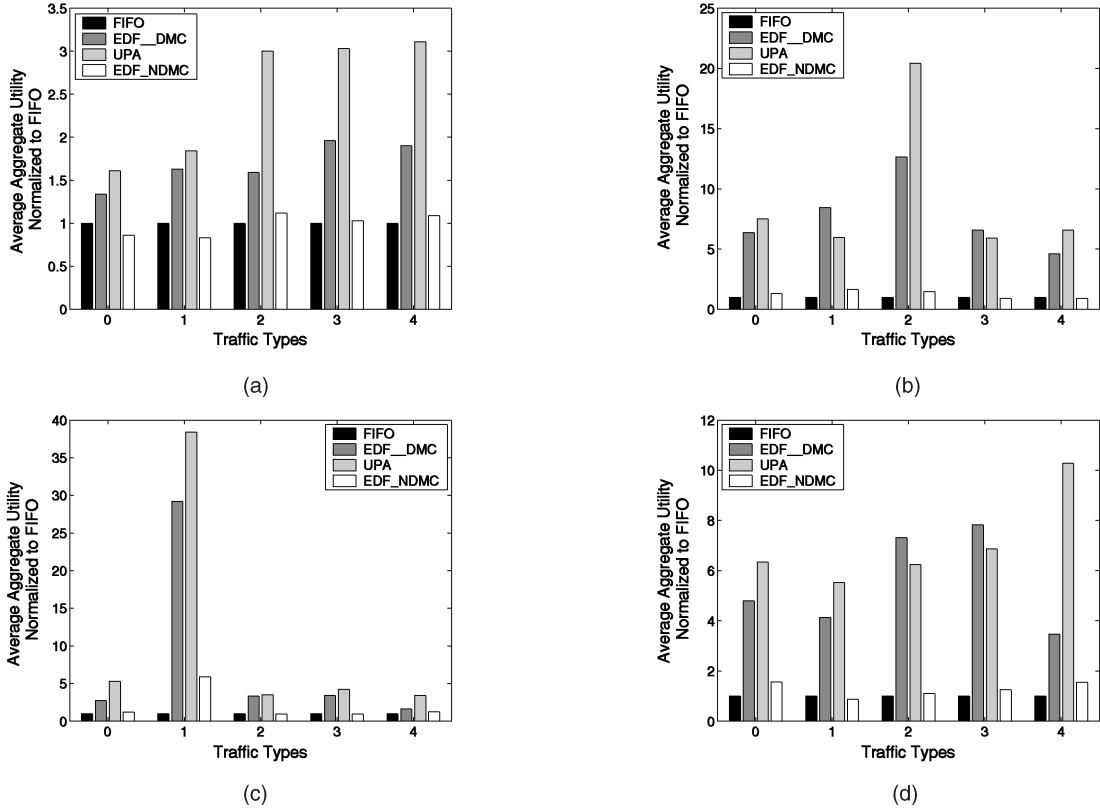 3.5
3
2.5
2
1.5
1
0.5
0
Average Aggregate Utility
Normalized to FIFO
FIFO
EDF__DMC
UPA
EDF_NDMC
0 1 2 3 4
Traffic Types
(a)
25
20
15
10
5
0
Average Aggregate Utility
Normalized to FIFO
FIFO
EDF__DMC
UPA
EDF_NDMC
0 1 2 3 4
Traffic Types
(b)
40
35
30
25
20
15
10
5
0
Average Aggregate Utility
Normalized to FIFO
FIFO
EDF__DMC
UPA
EDF_NDMC
0 1 2 3 4
Traffic Types
(c)
12
10
8
6
4
2
0
Average Aggregate Utility
Normalized to FIFO
FIFO
EDF__DMC
UPA
EDF_NDMC
0 1 2 3 4
Traffic Types
(d)